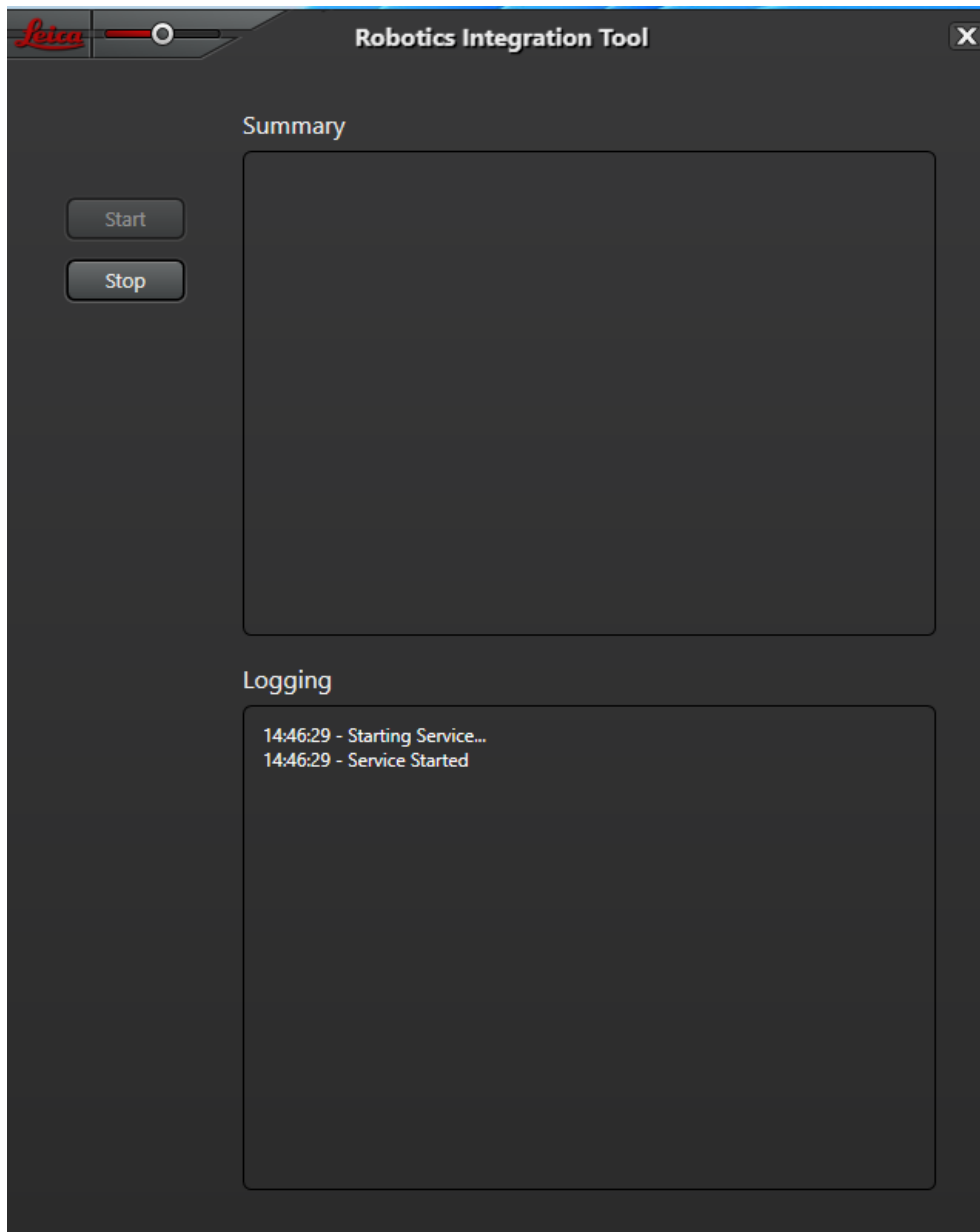 Leica
Robotics Integration Tool
X
Summary
Start
Stop
Logging
14:46:29 - Starting Service...
14:46:29 - Service Started